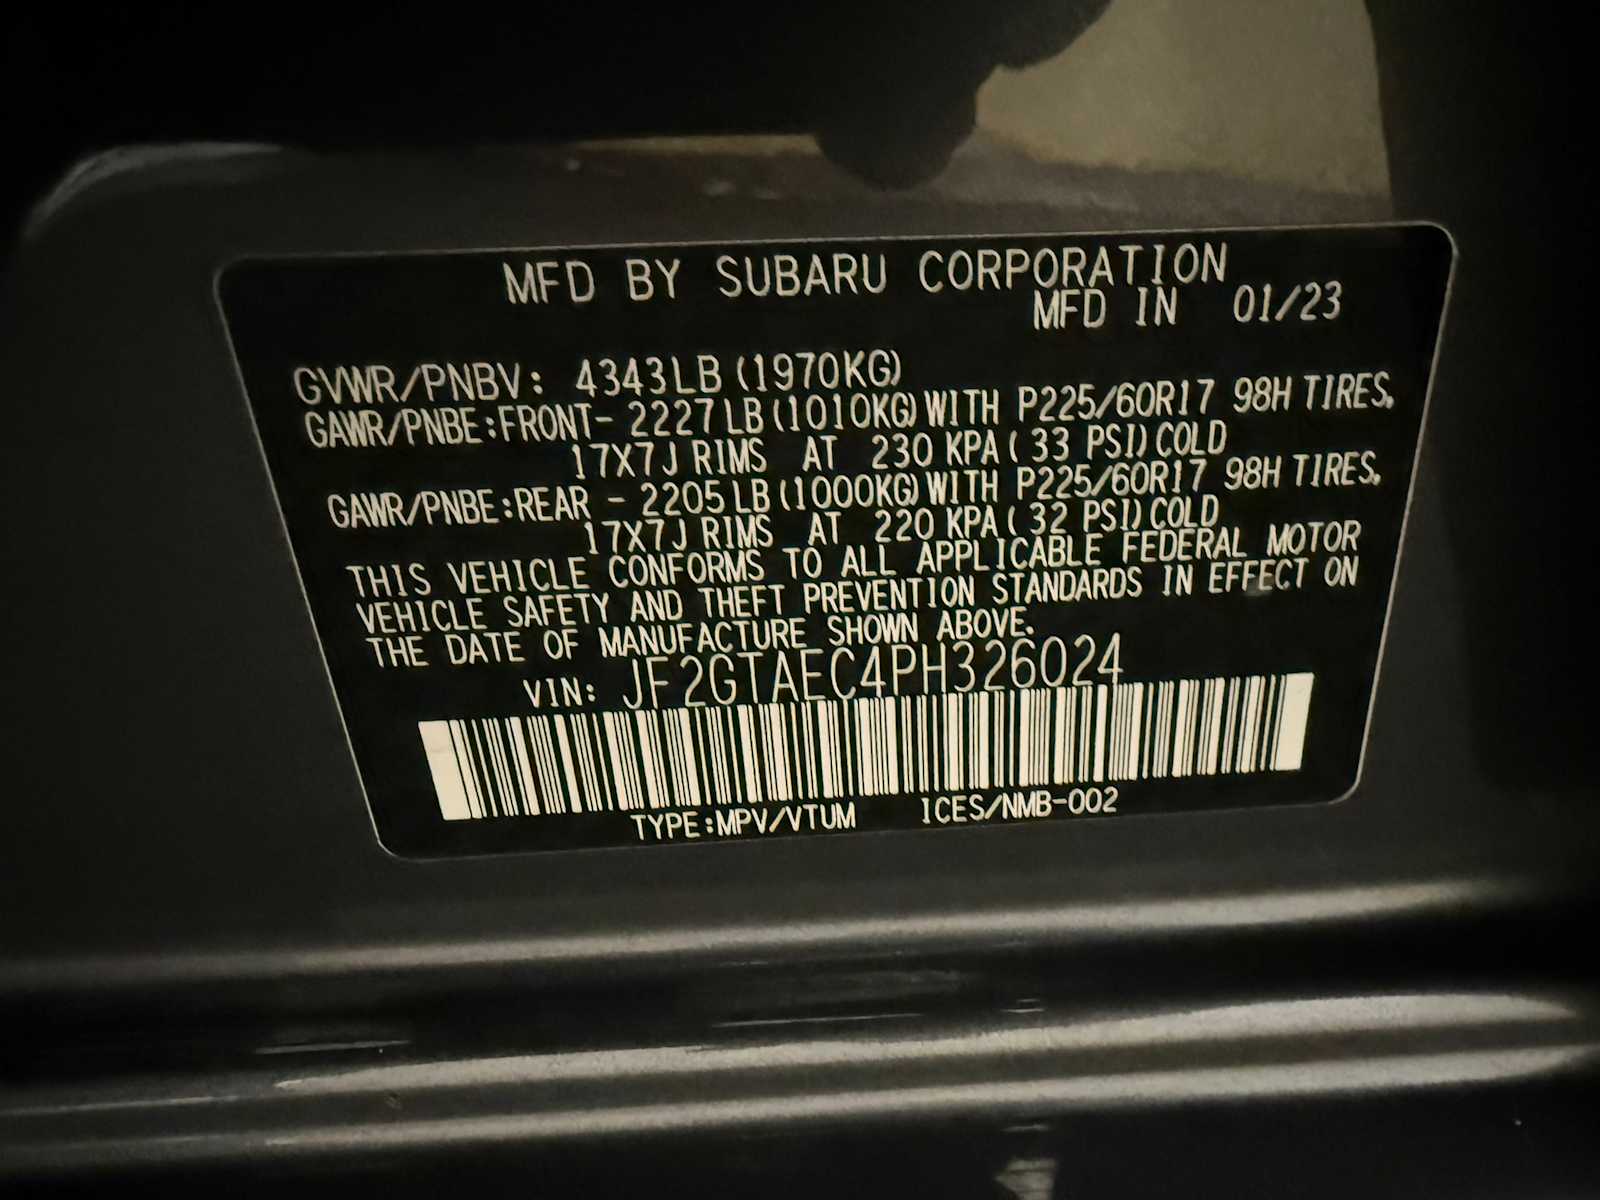 MFD BY SUBARU CORPORATION
MFD IN 01/23
GVWR/PNBV: 4343LB (1970KG)
GAWR/PNBE:FRONT- 2227LB(1010KG)WITH P225/60R17 98H TIRES.
17X7J RIMS AT 230 KPA( 33 PSI)COLD
GAWR/PNBE:REAR - 2205LB(1000KG)WITH P225/60R17 98H TIRES.
17X7J RIMS AT 220 KPA( 32 PSI)COLD
THIS VEHICLE CONFORMS TO ALL APPLICABLE FEDERAL MOTOR
VEHICLE SAFETY AND THEFT PREVENTION STANDARDS IN EFFECT ON
THE DATE OF MANUFACTURE SHOWN ABOVE.
VIN: JF2GTAEC4PH326024
TYPE:MPV/VTUM ICES/NMB-002